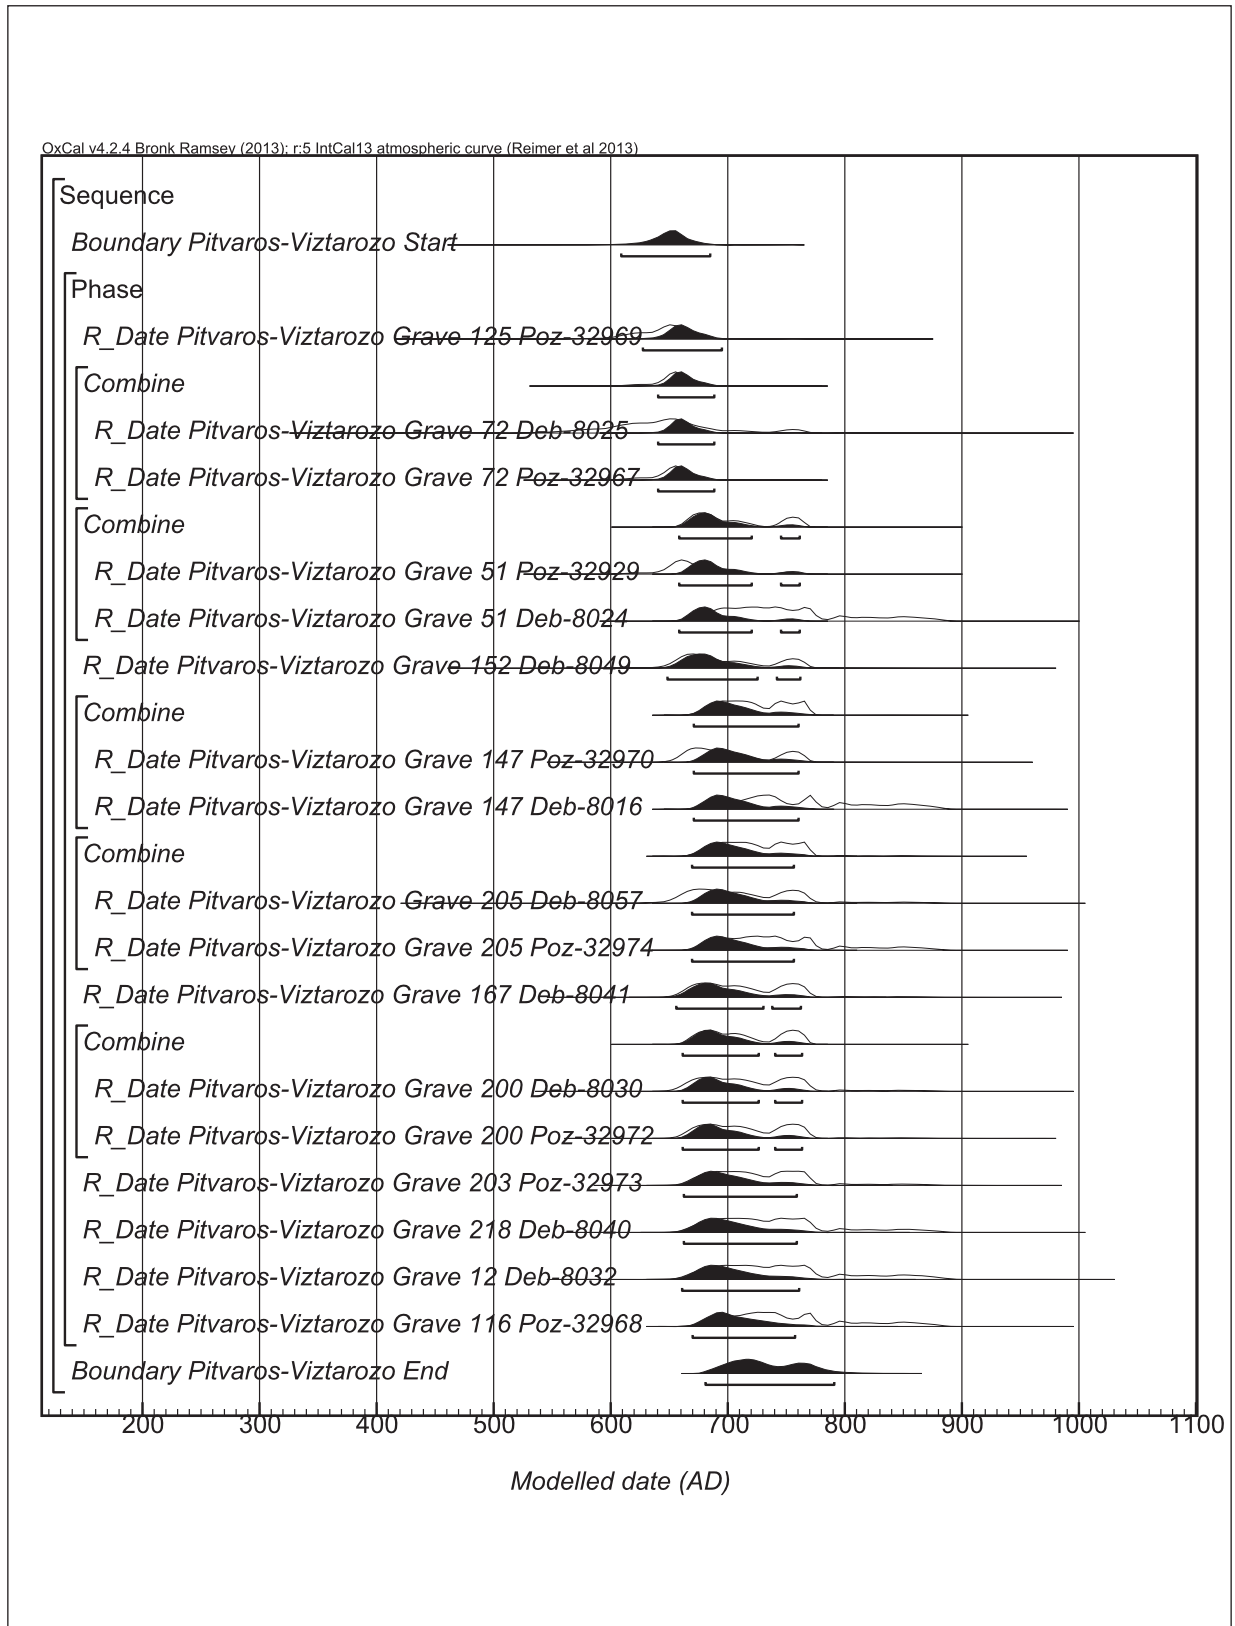 OxCal v4.2.4 Bronk Ramsey (2013); r:5 IntCal13 atmospheric curve (Reimer et al 2013)
Sequence
Boundary Pitvaros-Viztarozo Start
Phase
R_Date Pitvaros-Viztarozo Grave 125 Poz-32969
Combine
R_Date Pitvaros-Viztarozo Grave 72 Deb-8025
R_Date Pitvaros-Viztarozo Grave 72 Poz-32967
Combine
R_Date Pitvaros-Viztarozo Grave 51 Poz-32929
R_Date Pitvaros-Viztarozo Grave 51 Deb-8024
R_Date Pitvaros-Viztarozo Grave 152 Deb-8049
Combine
R_Date Pitvaros-Viztarozo Grave 147 Poz-32970
R_Date Pitvaros-Viztarozo Grave 147 Deb-8016
Combine
R_Date Pitvaros-Viztarozo Grave 205 Deb-8057
R_Date Pitvaros-Viztarozo Grave 205 Poz-32974
R_Date Pitvaros-Viztarozo Grave 167 Deb-8041
Combine
R_Date Pitvaros-Viztarozo Grave 200 Deb-8030
R_Date Pitvaros-Viztarozo Grave 200 Poz-32972
R_Date Pitvaros-Viztarozo Grave 203 Poz-32973
R_Date Pitvaros-Viztarozo Grave 218 Deb-8040
R_Date Pitvaros-Viztarozo Grave 12 Deb-8032
R_Date Pitvaros-Viztarozo Grave 116 Poz-32968
Boundary Pitvaros-Viztarozo End
200 300 400 500 600 700 800 900 1000 1100
Modelled date (AD)